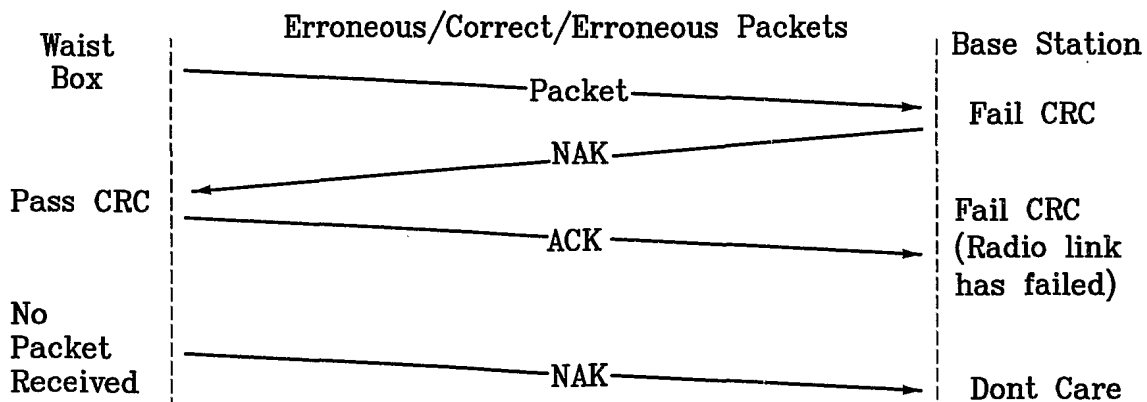 Erroneous/Correct/Erroneous Packets
Waist
Box
Base Station
Packet
Fail CRC
NAK
Pass CRC
ACK
Fail CRC
(Radio link
has failed)
No
Packet
Received
NAK
Dont Care